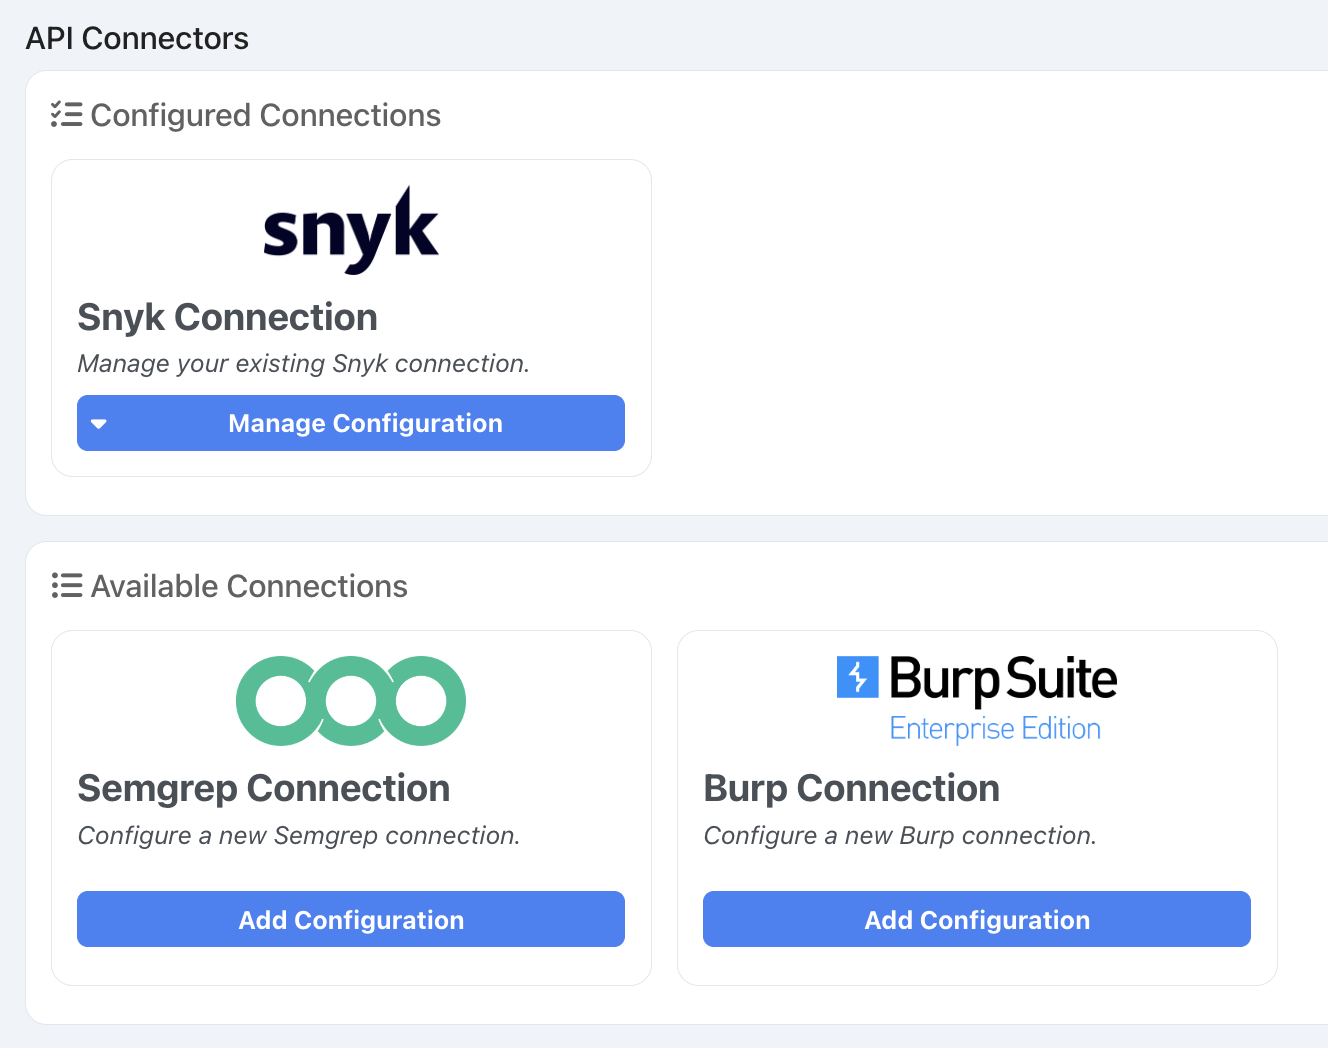 API Connectors
Configured Connections
snyk
Snyk Connection
Manage your existing Snyk connection.
Manage Configuration
Available Connections
Semgrep Connection
Configure a new Semgrep connection.
Add Configuration
Burp Suite
Enterprise Edition
Burp Connection
Configure a new Burp connection.
Add Configuration